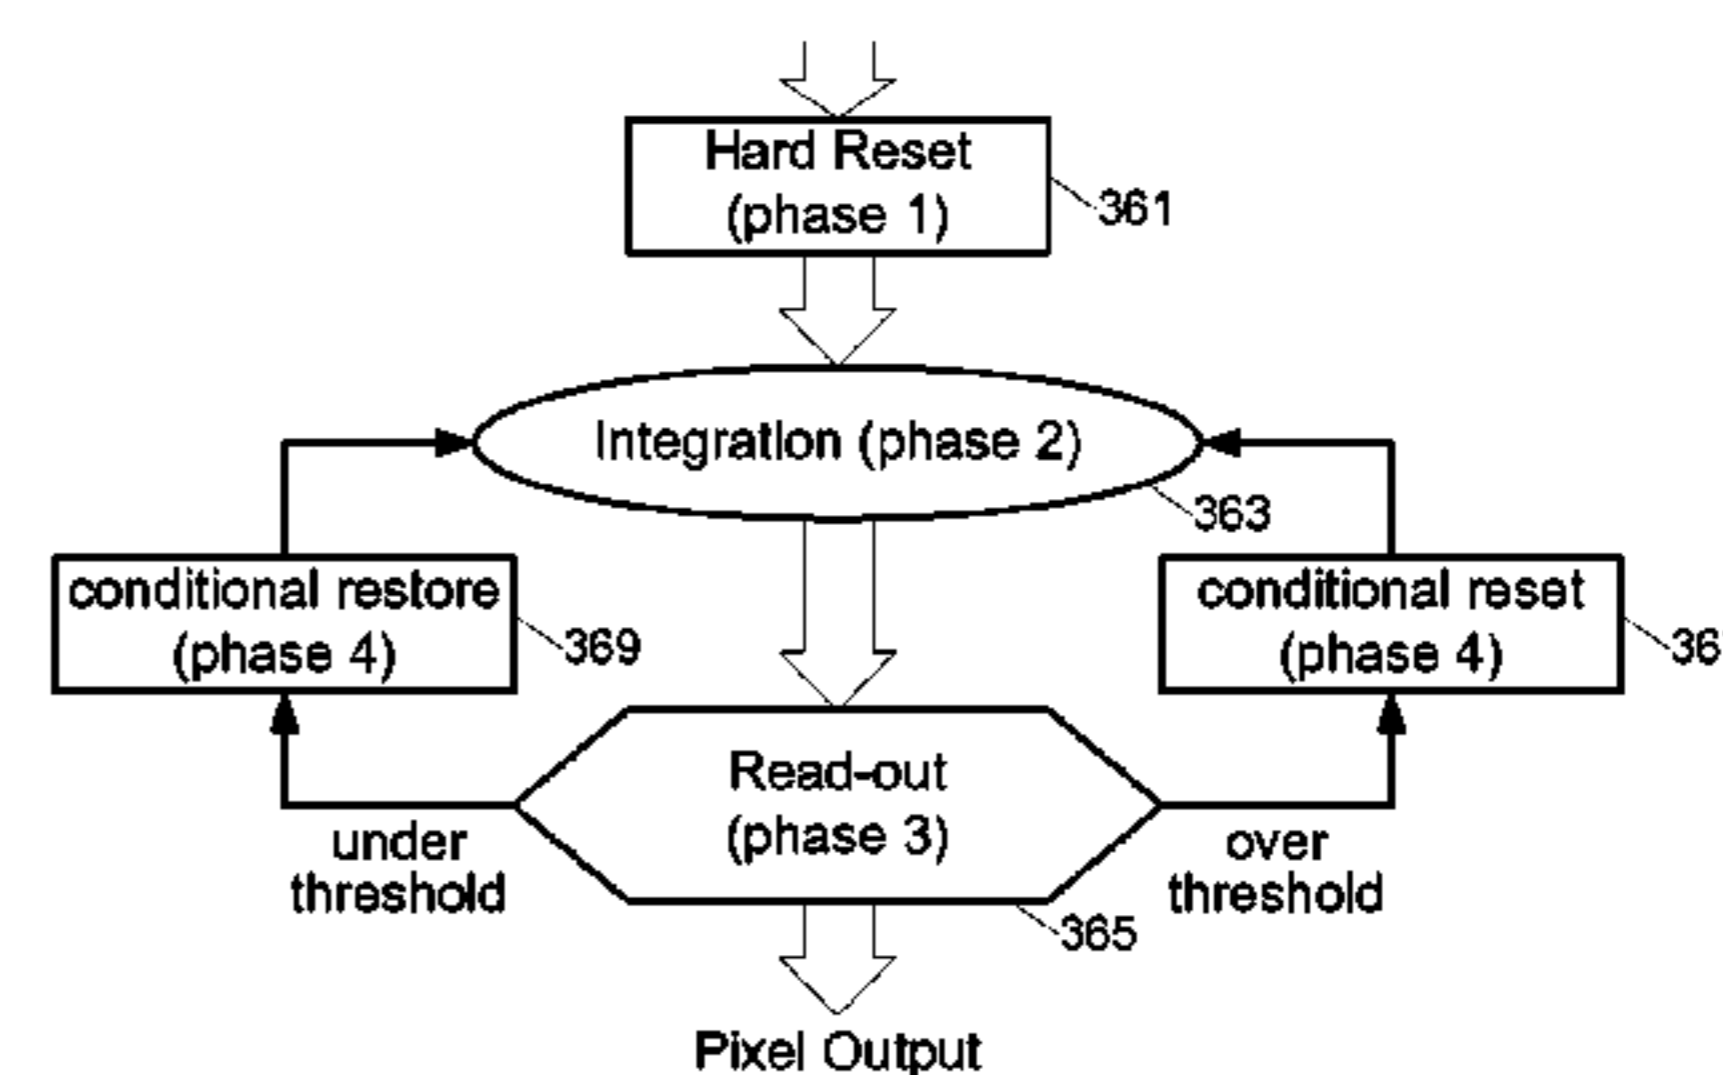 Hard Reset
(phase 1)
361
Integration (phase 2)
363
conditional restore
(phase 4)
369
conditional reset
(phase 4)
Read-out
(phase 3)
under
threshold
over
threshold
365
Pixel Output